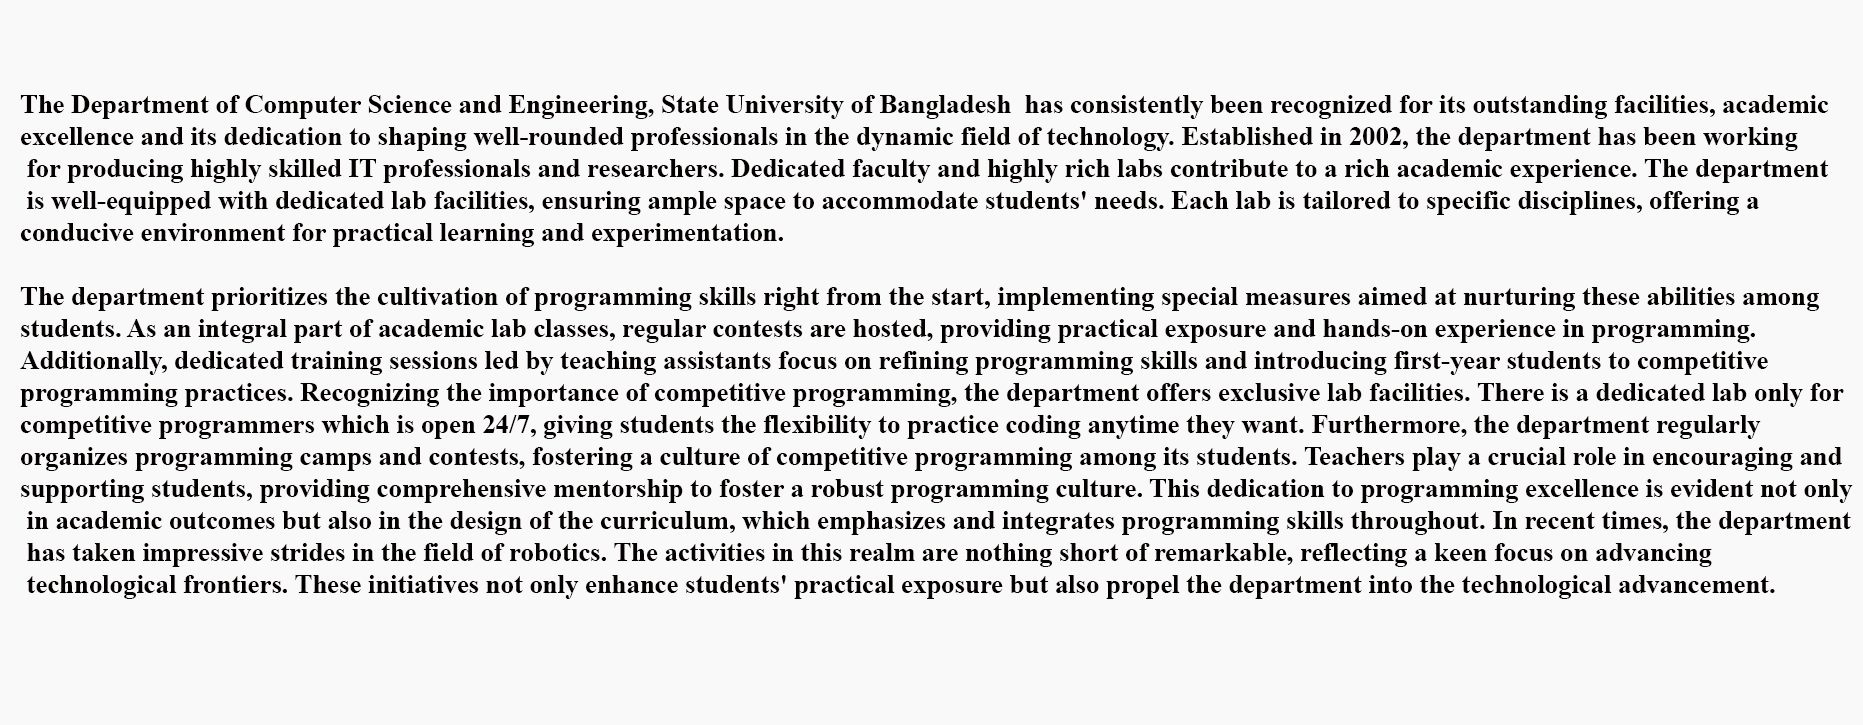 The Department of Computer Science and Engineering, State University of Bangladesh  has consistently been recognized for its outstanding facilities, academic
excellence and its dedication to shaping well-rounded professionals in the dynamic field of technology. Established in 2002, the department has been working
for producing highly skilled IT professionals and researchers. Dedicated faculty and highly rich labs contribute to a rich academic experience. The department
is well-equipped with dedicated lab facilities, ensuring ample space to accommodate students' needs. Each lab is tailored to specific disciplines, offering a
conducive environment for practical learning and experimentation.

The department prioritizes the cultivation of programming skills right from the start, implementing special measures aimed at nurturing these abilities among
students. As an integral part of academic lab classes, regular contests are hosted, providing practical exposure and hands-on experience in programming.
Additionally, dedicated training sessions led by teaching assistants focus on refining programming skills and introducing first-year students to competitive
programming practices. Recognizing the importance of competitive programming, the department offers exclusive lab facilities. There is a dedicated lab only for
competitive programmers which is open 24/7, giving students the flexibility to practice coding anytime they want. Furthermore, the department regularly
organizes programming camps and contests, fostering a culture of competitive programming among its students. Teachers play a crucial role in encouraging and
supporting students, providing comprehensive mentorship to foster a robust programming culture. This dedication to programming excellence is evident not only
in academic outcomes but also in the design of the curriculum, which emphasizes and integrates programming skills throughout. In recent times, the department
has taken impressive strides in the field of robotics. The activities in this realm are nothing short of remarkable, reflecting a keen focus on advancing
technological frontiers. These initiatives not only enhance students' practical exposure but also propel the department into the technological advancement.